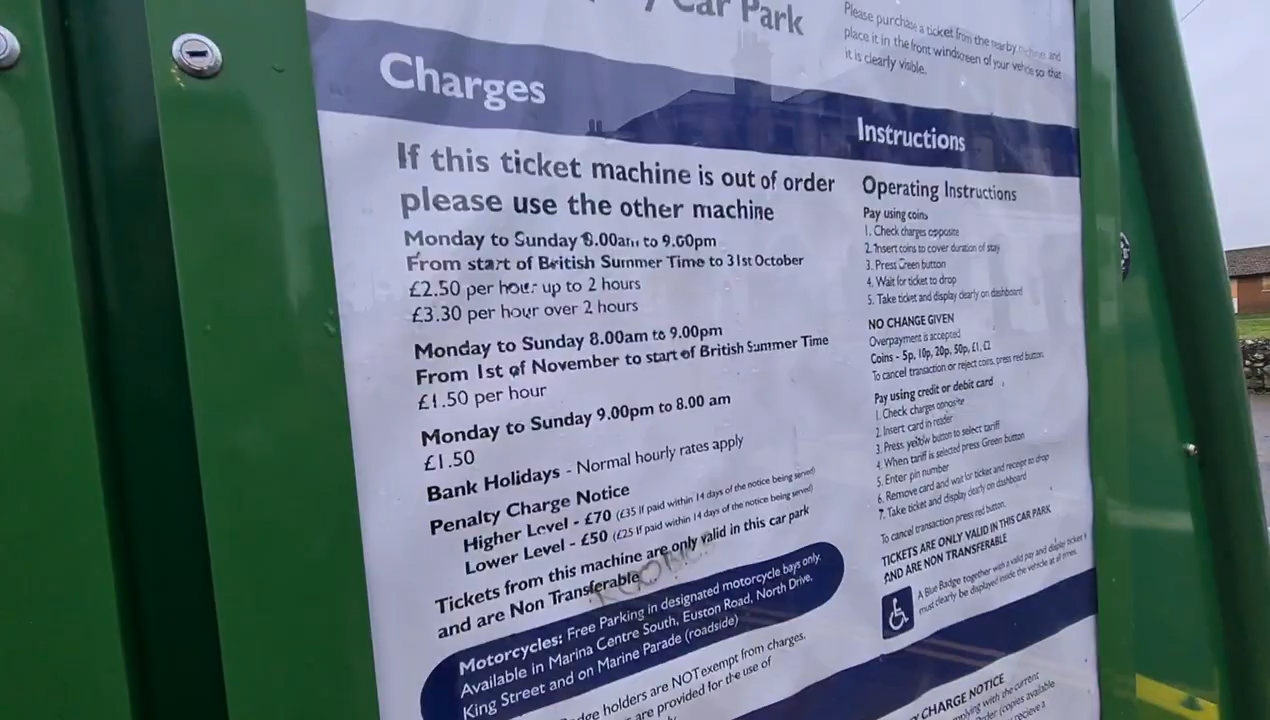 Car Park
Please purchase a ticket from the nearby machine and
place it in the front windscreen of your vehicle so that
it is clearly visible.
Charges
If this ticket machine is out of order
please use the other machine
Monday to Sunday 8.00am to 9.00pm
From start of British Summer Time to 31st October
£2.50 per hour up to 2 hours
£3.30 per hour over 2 hours
Monday to Sunday 8.00am to 9.00pm
From 1st of November to start of British Summer Time
£1.50 per hour
Monday to Sunday 9.00pm to 8.00 am
£1.50
Bank Holidays - Normal hourly rates apply
Penalty Charge Notice
Higher Level - £70 (£35 if paid within 14 days of the notice being served)
Lower Level - £50 (£25 if paid within 14 days of the notice being served)
Tickets from this machine are only valid in this car park
and are Non Transferable
Motorcycles: Free Parking in designated motorcycle bays only.
Available in Marina Centre South, Euston Road, North Drive,
King Street and on Marine Parade (roadside)
holders are NOT exempt from charges.
are provided for the use of
Instructions
Operating Instructions
Pay using coins
1. Check charges opposite
2. Insert coins to cover duration of stay
3. Press Green button
4. Wait for ticket to drop
5. Take ticket and display clearly on dashboard
NO CHANGE GIVEN
Overpayment is accepted
Coins - 5p, 10p, 20p, 50p, £1, £2
To cancel transaction or reject coins, press red button.
Pay using credit or debit card
1. Check charges opposite
2. Insert card in reader
3. Press yellow button to select tariff
4. When tariff is selected press Green button
5. Enter pin number
6. Remove card and wait for ticket and receipt to drop
7. Take ticket and display clearly on dashboard
To cancel transaction press red button.
TICKETS ARE ONLY VALID IN THIS CAR PARK
AND ARE NON TRANSFERABLE
A Blue Badge together with a valid pay and display ticket
must clearly be displayed inside the vehicle at all times.
CHARGE NOTICE
with the current
(copies available